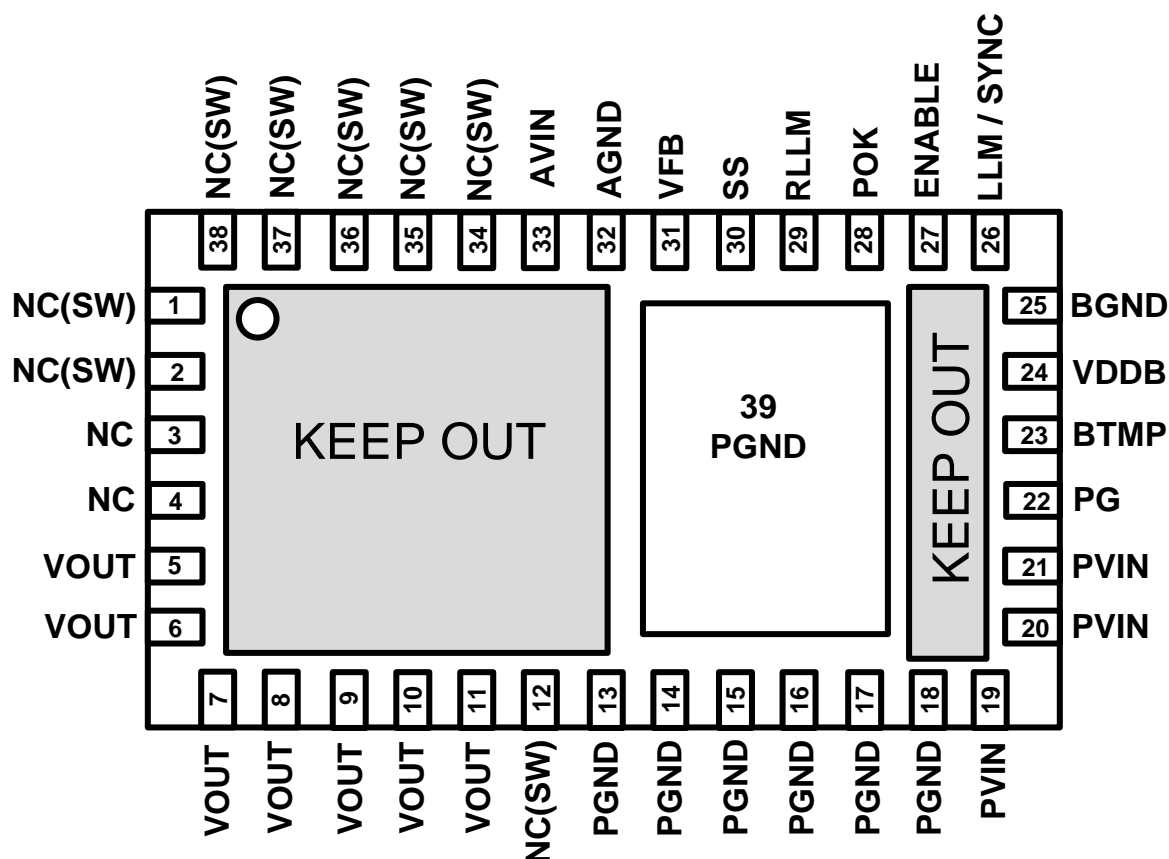 NC(SW)
NC(SW)
NC(SW)
NC(SW)
NC(SW)
AVIN
AGND
VFB
SS
RLLM
POK
ENABLE
LLM / SYNC
38
37
36
35
34
33
32
31
30
29
28
27
26
NC(SW) 1
NC(SW) 2
NC 3
NC 4
VOUT 5
VOUT 6
KEEP OUT
39
PGND
KEEP OUT
25 BGND
24 VDDB
23 BTMP
22 PG
21 PVIN
20 PVIN
7
8
9
10
11
12
13
14
15
16
17
18
19
VOUT
VOUT
VOUT
VOUT
VOUT
NC(SW)
PGND
PGND
PGND
PGND
PGND
PGND
PVIN